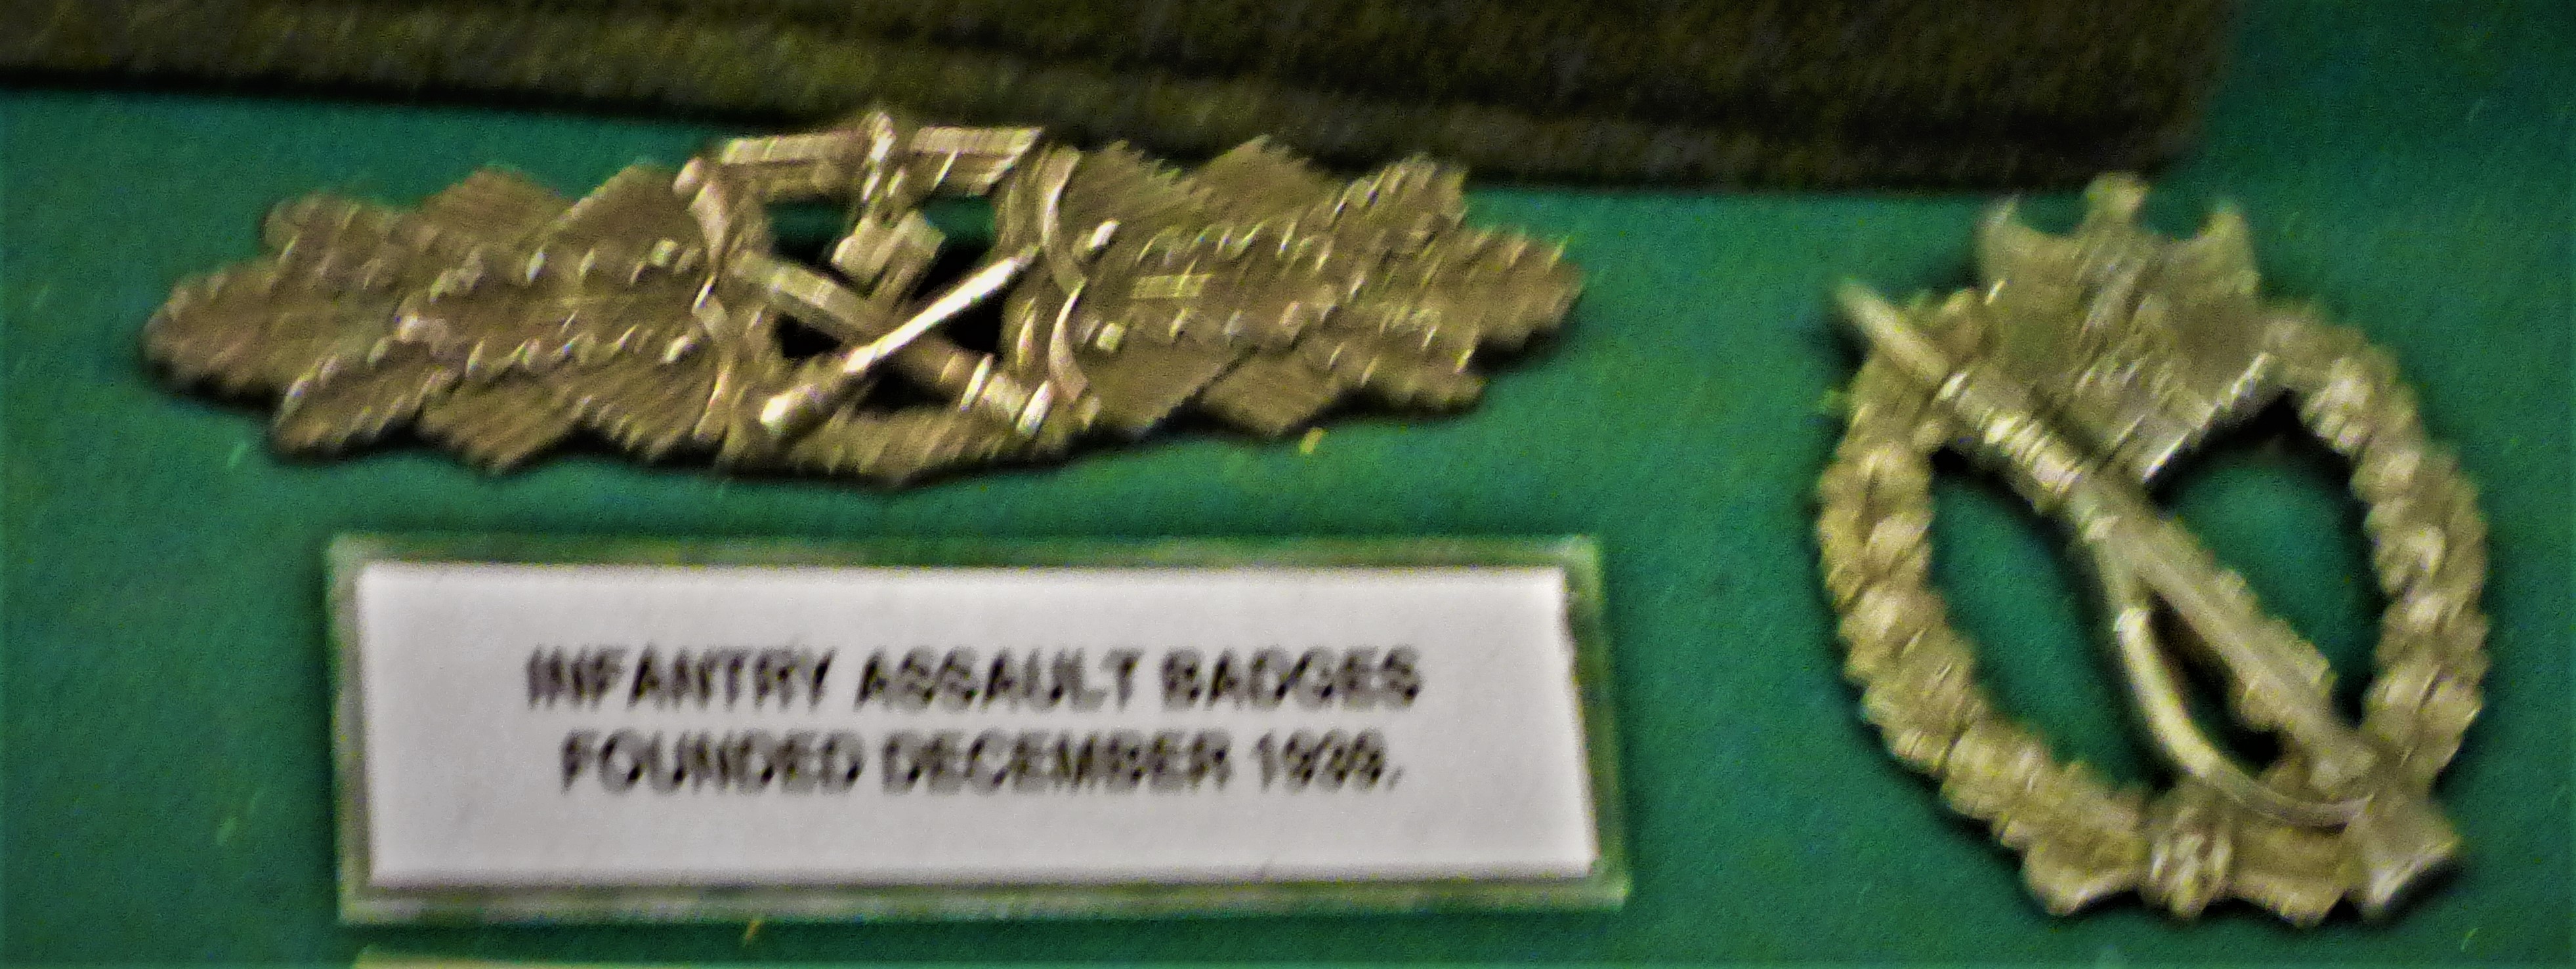 INFANTRY ASSAULT BADGES
FOUNDED DECEMBER 1939.